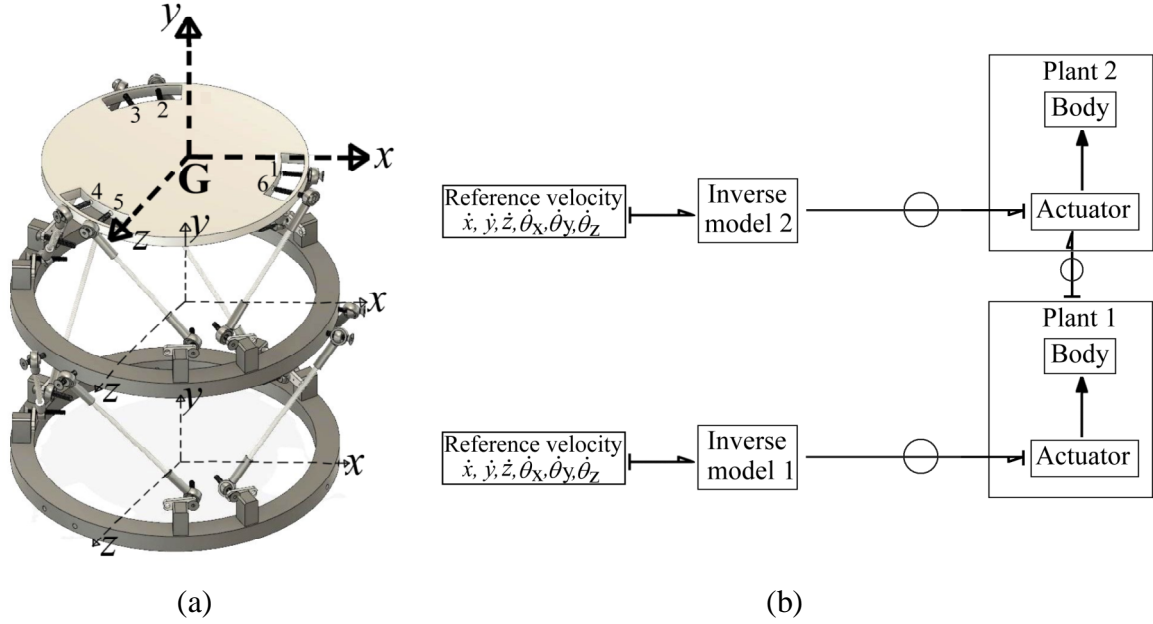 y
x
3 2
1
G
6
4
5
z
y
x
z
y
x
z
Plant 2
Body
Reference velocity
ẋ, ẏ, ż, θ̇x, θ̇y, θ̇z
Inverse
model 2
Actuator
Plant 1
Body
Reference velocity
ẋ, ẏ, ż, θ̇x, θ̇y, θ̇z
Inverse
model 1
Actuator
(a)
(b)